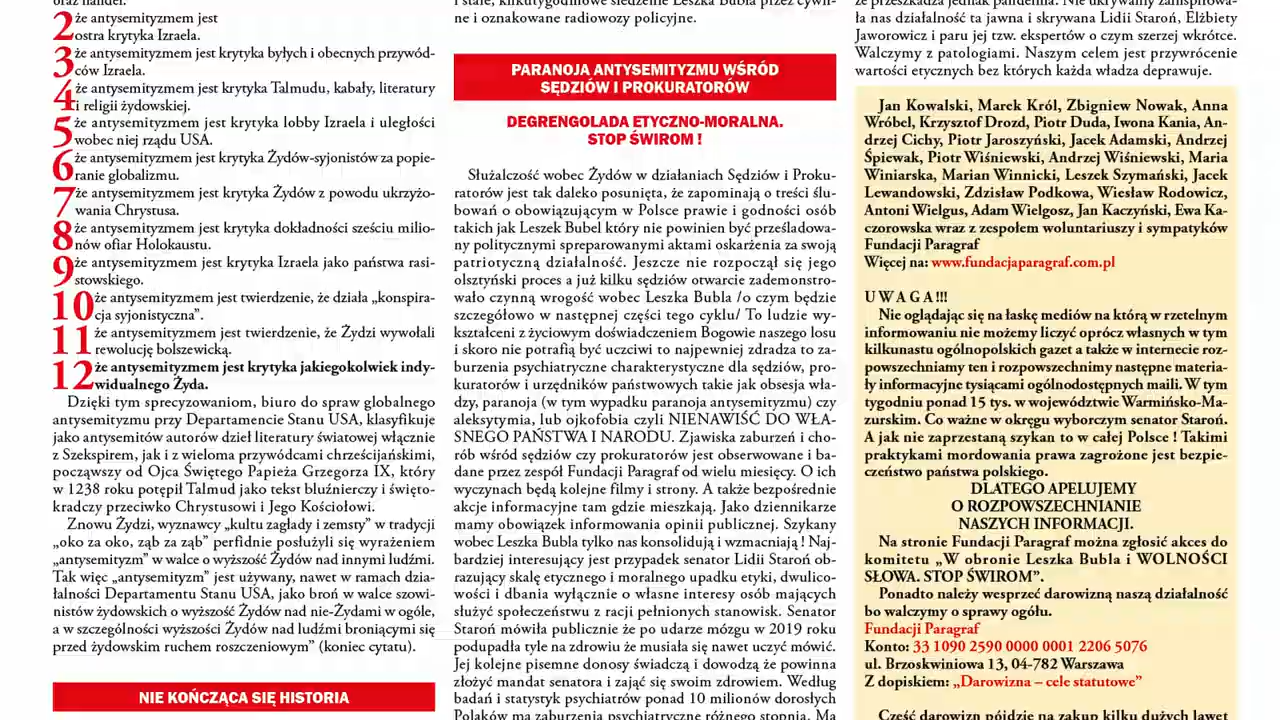 2 że antysemityzmem jest
ostra krytyka Izraela.
3 że antysemityzmem jest krytyka byłych i obecnych przywód-
ców Izraela.
4 że antysemityzmem jest krytyka Talmudu, kabały, literatury
i religii żydowskiej.
5 że antysemityzmem jest krytyka lobby Izraela i uległości
wobec niej rządu USA.
6 że antysemityzmem jest krytyka Żydów-syjonistów za popie-
ranie globalizmu.
7 że antysemityzmem jest krytyka Żydów z powodu ukrzyżo-
wania Chrystusa.
8 że antysemityzmem jest krytyka dokładności sześciu milio-
nów ofiar Holokaustu.
9 że antysemityzmem jest krytyka Izraela jako państwa rasi-
stowskiego.
10 że antysemityzmem jest twierdzenie, że działa „konspira-
cja syjonistyczna”.
11 że antysemityzmem jest twierdzenie, że Żydzi wywołali
rewolucję bolszewicką.
12 że antysemityzmem jest krytyka jakiegokolwiek indy-
widualnego Żyda.
Dzięki tym sprecyzowaniom, biuro do spraw globalnego
antysemityzmu przy Departamencie Stanu USA, klasyfikuje
jako antysemitów autorów dzieł literatury światowej włącznie
z Szekspirem, jak i z wieloma przywódcami chrześcijańskimi,
począwszy od Ojca Świętego Papieża Grzegorza IX, który
w 1238 roku potępił Talmud jako tekst bluźnierczy i święto-
kradczy przeciwko Chrystusowi i Jego Kościołowi.
Znowu Żydzi, wyznawcy „kultu zagłady i zemsty” w tradycji
„oko za oko, ząb za ząb” perfidnie posłużyli się wyrażeniem
„antysemityzm” w walce o wyższość Żydów nad innymi ludźmi.
Tak więc „antysemityzm” jest używany, nawet w ramach dzia-
łalności Departamentu Stanu USA, jako broń w walce szowi-
nistów żydowskich o wyższość Żydów nad nie-Żydami w ogóle,
a w szczególności wyższości Żydów nad ludźmi broniącymi się
przed żydowskim ruchem roszczeniowym” (koniec cytatu).
NIE KOŃCZĄCA SIĘ HISTORIA
i stałe, kilkutygodniowe śledzenie Leszka Bubla przez cywil-
ne i oznakowane radiowozy policyjne.
PARANOJA ANTYSEMITYZMU WŚRÓD
SĘDZIÓW I PROKURATORÓW
DEGRENGOLADA ETYCZNO-MORALNA.
STOP ŚWIROM !
Służalczość wobec Żydów w działaniach Sędziów i Proku-
ratorów jest tak daleko posunięta, że zapominają o treści ślu-
bowań o obowiązującym w Polsce prawie i godności osób
takich jak Leszek Bubel który nie powinien być prześladowa-
ny politycznymi spreparowanymi aktami oskarżenia za swoją
patriotyczną działalność. Jeszcze nie rozpoczął się jego
olsztyński proces a już kilku sędziów otwarcie zademonstro-
wało czynną wrogość wobec Leszka Bubla /o czym będzie
szczegółowo w następnej części tego cyklu/ To ludzie wy-
kształceni z życiowym doświadczeniem Bogowie naszego losu
i skoro nie potrafią być uczciwi to najpewniej zdradza to za-
burzenia psychiatryczne charakterystyczne dla sędziów, pro-
kuratorów i urzędników państwowych takie jak obsesja wła-
dzy, paranoja (w tym wypadku paranoja antysemityzmu) czy
aleksytymia, lub ojkofobia czyli NIENAWIŚĆ DO WŁA-
SNEGO PAŃSTWA I NARODU. Zjawiska zaburzeń i cho-
rób wśród sędziów czy prokuratorów jest obserwowane i ba-
dane przez zespół Fundacji Paragraf od wielu miesięcy. O ich
wyczynach będą kolejne filmy i strony. A także bezpośrednie
akcje informacyjne tam gdzie mieszkają. Jako dziennikarze
mamy obowiązek informowania opinii publicznej. Szykany
wobec Leszka Bubla tylko nas konsolidują i wzmacniają ! Naj-
bardziej interesujący jest przypadek senator Lidii Staroń ob-
razujący skalę etycznego i moralnego upadku etyki, dwulico-
wości i dbania wyłącznie o własne interesy osób mających
służyć społeczeństwu z racji pełnionych stanowisk. Senator
Staroń mówiła publicznie że po udarze mózgu w 2019 roku
podupadła tyle na zdrowiu że musiała się nawet uczyć mówić.
Jej kolejne pisemne donosy świadczą i dowodzą że powinna
złożyć mandat senatora i zająć się swoim zdrowiem. Według
badań i statystyk psychiatrów ponad 10 milionów dorosłych
Polaków ma zaburzenia psychiatryczne różnego stopnia. Ma
że przeszkadza jednak pandemia. Nie ukrywamy zainspirowa-
ła nas działalność ta jawna i skrywana Lidii Staroń, Elżbiety
Jaworowicz i paru jej tzw. ekspertów o czym szerzej wkrótce.
Walczymy z patologiami. Naszym celem jest przywrócenie
wartości etycznych bez których każda władza deprawuje.
Jan Kowalski, Marek Król, Zbigniew Nowak, Anna
Wróbel, Krzysztof Drozd, Piotr Duda, Iwona Kania, An-
drzej Cichy, Piotr Jaroszyński, Jacek Adamski, Andrzej
Śpiewak, Piotr Wiśniewski, Andrzej Wiśniewski, Maria
Winiarska, Marian Winnicki, Leszek Szymański, Jacek
Lewandowski, Zdzisław Podkowa, Wiesław Rodowicz,
Antoni Wielgus, Adam Wielgosz, Jan Kaczyński, Ewa Ka-
czorowska wraz z zespołem woluntariuszy i sympatyków
Fundacji Paragraf
Więcej na: www.fundacjaparagraf.com.pl
U W A G A !!!
Nie oglądając się na łaskę mediów na którą w rzetelnym
informowaniu nie możemy liczyć oprócz własnych w tym
kilkunastu ogólnopolskich gazet a także w internecie roz-
powszechniamy ten i rozpowszechnimy następne materia-
ły informacyjne tysiącami ogólnodostępnych maili. W tym
tygodniu ponad 15 tys. w województwie Warmińsko-Ma-
zurskim. Co ważne w okręgu wyborczym senator Staroń.
A jak nie zaprzestaną szykan to w całej Polsce ! Takimi
praktykami mordowania prawa zagrożone jest bezpie-
czeństwo państwa polskiego.
DLATEGO APELUJEMY
O ROZPOWSZECHNIANIE
NASZYCH INFORMACJI.
Na stronie Fundacji Paragraf można zgłosić akces do
komitetu „W obronie Leszka Bubla i WOLNOŚCI
SŁOWA. STOP ŚWIROM”.
Ponadto należy wesprzeć darowizną naszą działalność
bo walczymy o sprawy ogółu.
Fundacji Paragraf
Konto: 33 1090 2590 0000 0001 2206 5076
ul. Brzoskwiniowa 13, 04-782 Warszawa
Z dopiskiem: „Darowizna – cele statutowe”
Część darowizn pójdzie na zakup kilku dużych lawet